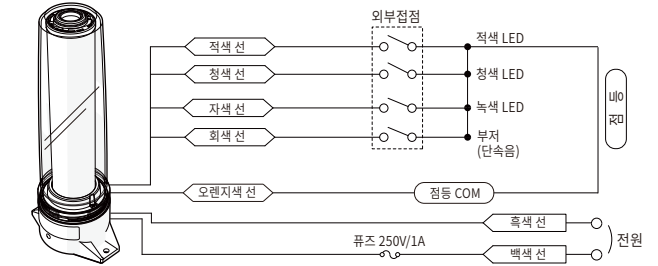 외부접점
적색 선
적색 LED
청색 선
청색 LED
자색 선
녹색 LED
회색 선
부저
(단속음)
점등
오렌지색 선
점등 COM
흑색 선
퓨즈 250V/1A
백색 선
전원